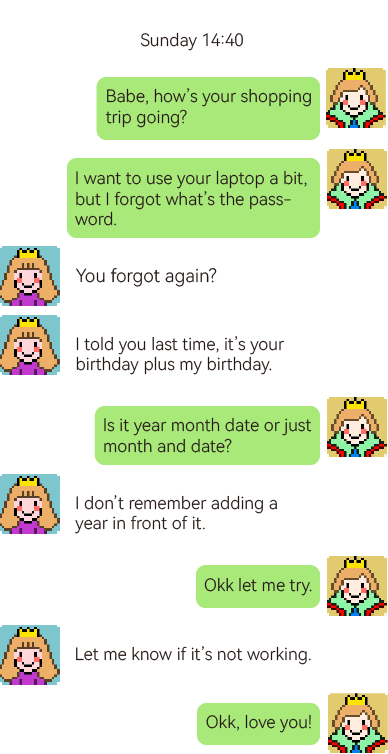 Sunday 14:40
Babe, how’s your shopping
trip going?
I want to use your laptop a bit,
but I forgot what’s the pass-
word.
You forgot again?
I told you last time, it’s your
birthday plus my birthday.
Is it year month date or just
month and date?
I don’t remember adding a
year in front of it.
Okk let me try.
Let me know if it’s not working.
Okk, love you!